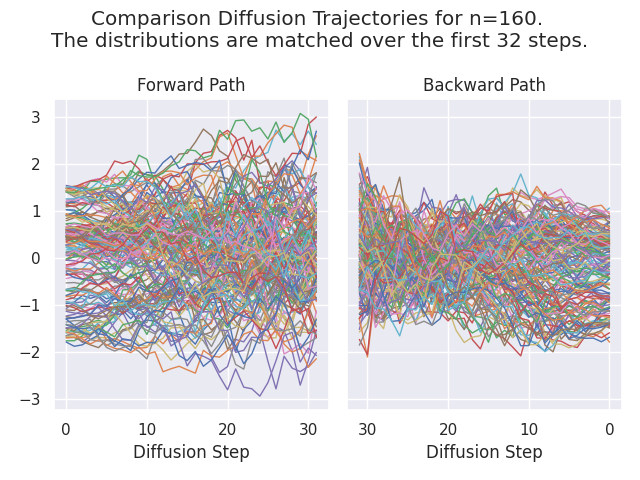 Comparison Diffusion Trajectories for n=160.
The distributions are matched over the first 32 steps.
Forward Path
Backward Path
3
2
1
0
−1
−2
−3
0 10 20 30
30 20 10 0
Diffusion Step
Diffusion Step